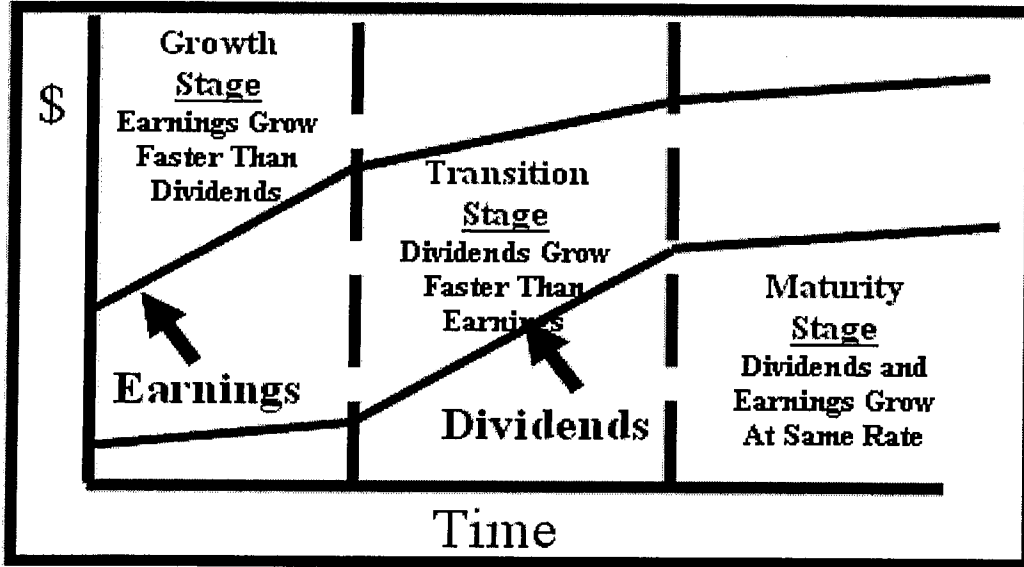 $
Growth
Stage
Earnings Grow
Faster Than
Dividends
Earnings
Transition
Stage
Dividends Grow
Faster Than
Earnings
Dividends
Maturity
Stage
Dividends and
Earnings Grow
At Same Rate
Time